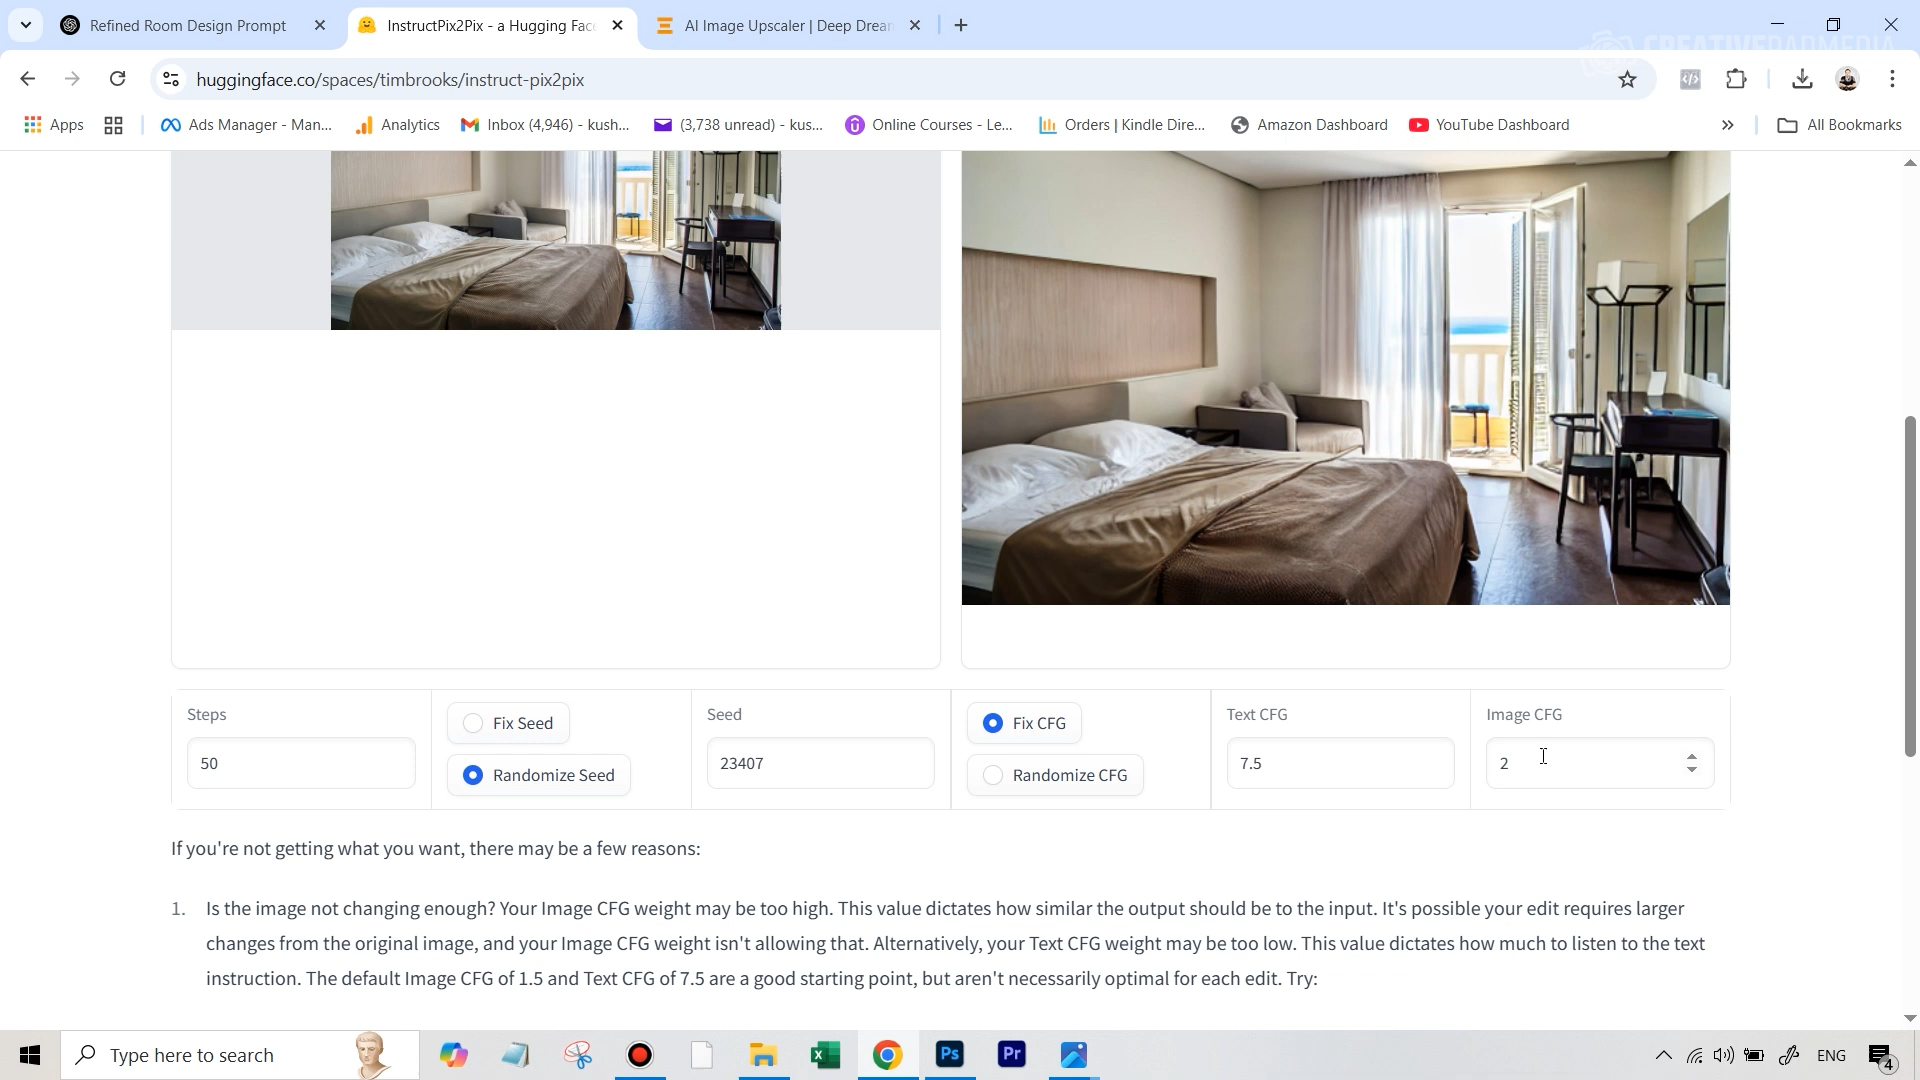 Refined Room Design Prompt
InstructPix2Pix - a Hugging Fac
AI Image Upscaler | Deep Drea
CREATIVEPADMEDIA
huggingface.co/spaces/timbrooks/instruct-pix2pix
Apps
Ads Manager - Man...
Analytics
Inbox (4,946) - kush...
(3,738 unread) - kus...
Online Courses - Le...
Orders | Kindle Dire...
Amazon Dashboard
YouTube Dashboard
All Bookmarks
Steps
50
Fix Seed
Randomize Seed
Seed
23407
Fix CFG
Randomize CFG
Text CFG
7.5
Image CFG
2
If you're not getting what you want, there may be a few reasons:
1. Is the image not changing enough? Your Image CFG weight may be too high. This value dictates how similar the output should be to the input. It's possible your edit requires larger
changes from the original image, and your Image CFG weight isn't allowing that. Alternatively, your Text CFG weight may be too low. This value dictates how much to listen to the text
instruction. The default Image CFG of 1.5 and Text CFG of 7.5 are a good starting point, but aren't necessarily optimal for each edit. Try:
Type here to search
Ps
Pr
ENG
4